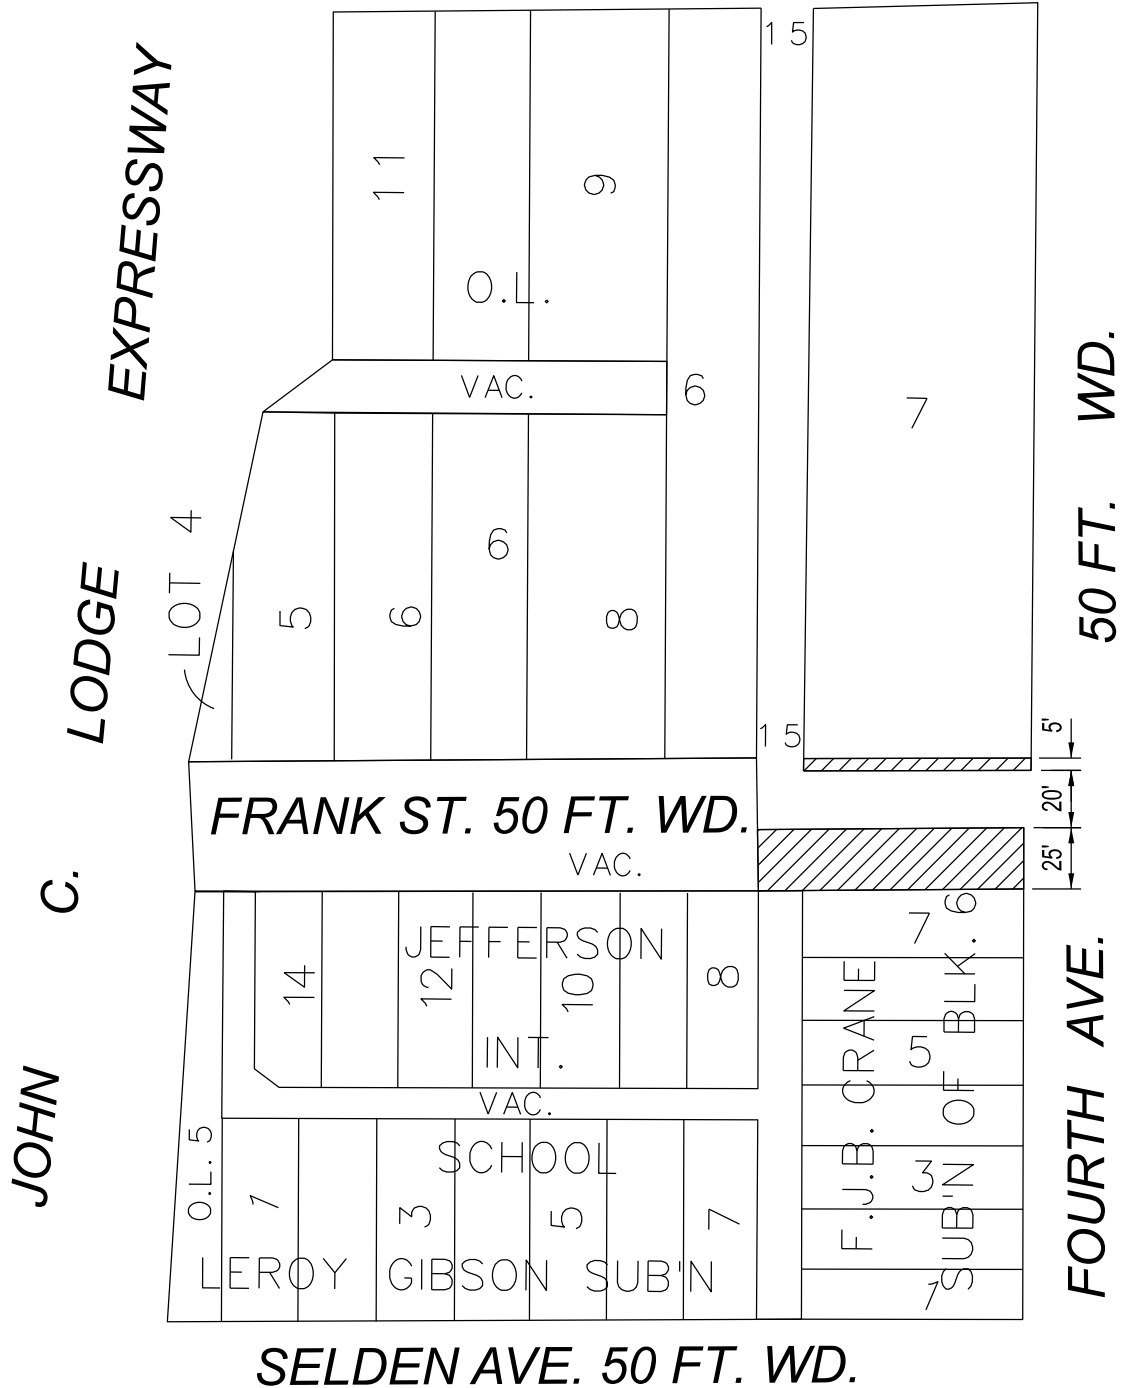 EXPRESSWAY
LODGE
C.
JOHN
15
11
9
O.L.
VAC.
6
7
LOT 4
5
6
6
8
15
50 FT. WD.
5'
20'
25'
FRANK ST. 50 FT. WD.
VAC.
JEFFERSON
14
12
10
8
INT.
VAC.
SCHOOL
O.L. 5
1
3
5
7
LEROY GIBSON SUB'N
7
5
3
1
F.J.B. CRANE
SUB'N OF BLK. 6
FOURTH AVE.
SELDEN AVE. 50 FT. WD.